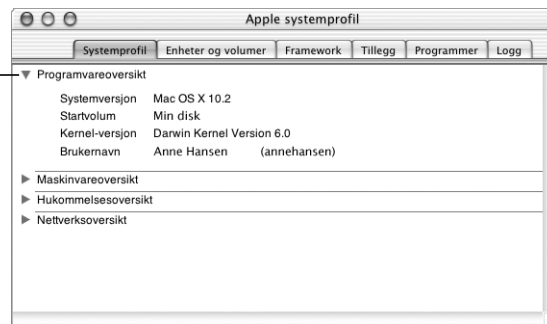 Apple systemprofil
Systemprofil Enheter og volumer Framework Tillegg Programmer Logg
Programvareoversikt
Systemversjon Mac OS X 10.2
Startvolum Min disk
Kernel-versjon Darwin Kernel Version 6.0
Brukernavn Anne Hansen (annehansen)
Maskinvareoversikt
Hukommelsesoversikt
Nettverksoversikt